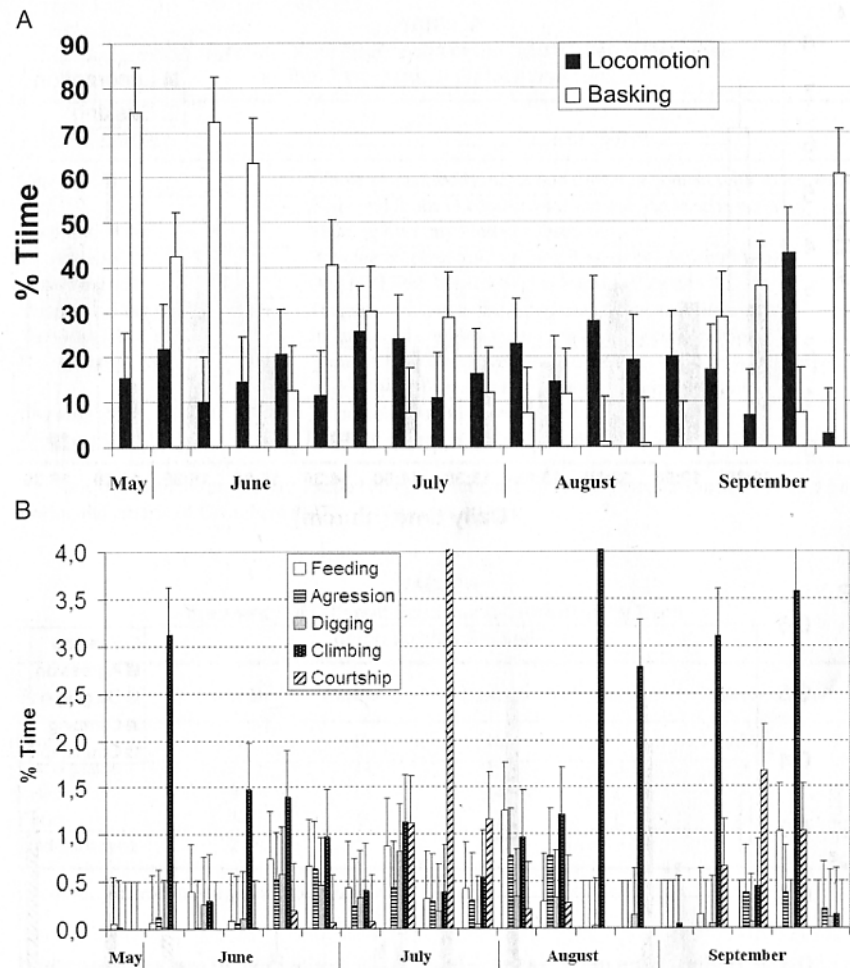 A
90
80
70
60
50
40
30
20
10
0
% Tiime
Locomotion
Basking
May June July August September
B
4,0
3,5
3,0
2,5
2,0
1,5
1,0
0,5
0,0
% Time
Feeding
Agression
Digging
Climbing
Courtship
May June July August September